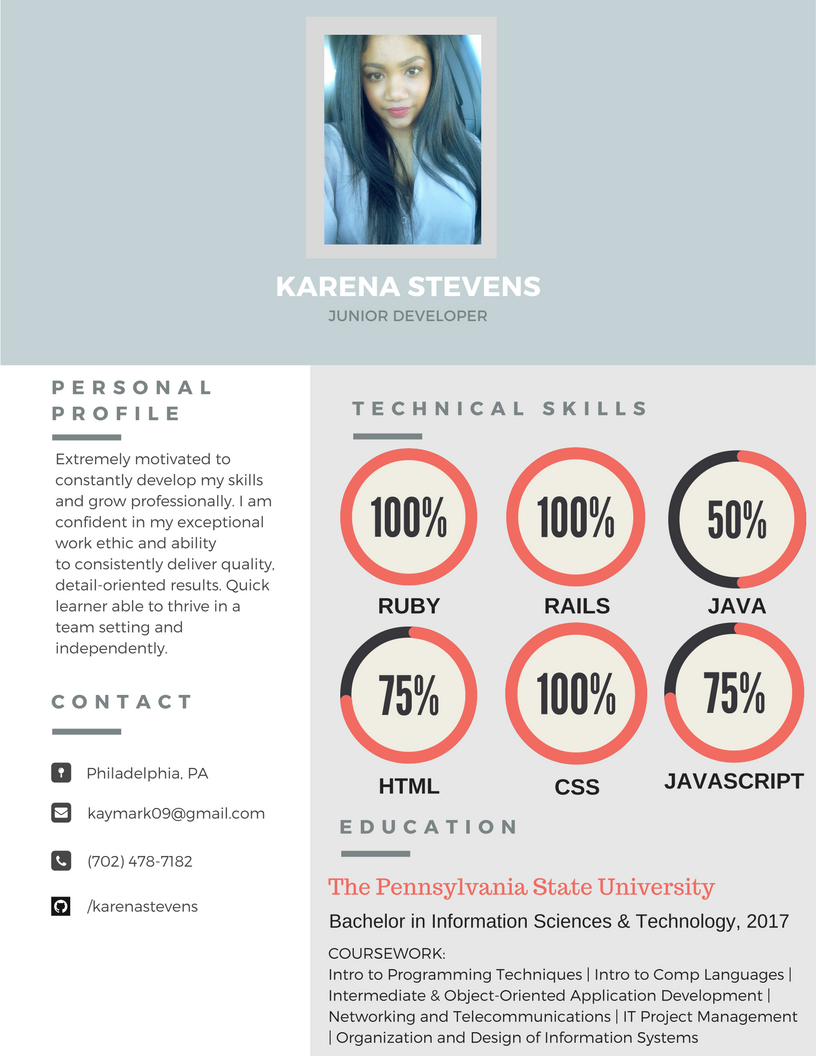 KARENA STEVENS
JUNIOR DEVELOPER
PERSONAL
PROFILE
Extremely motivated to
constantly develop my skills
and grow professionally. I am
confident in my exceptional
work ethic and ability
to consistently deliver quality,
detail-oriented results. Quick
learner able to thrive in a
team setting and
independently.
CONTACT
Philadelphia, PA
kaymark09@gmail.com
(702) 478-7182
/karenastevens
TECHNICAL SKILLS
100% 100% 50%
RUBY RAILS JAVA
75% 100% 75%
HTML CSS JAVASCRIPT
EDUCATION
The Pennsylvania State University
Bachelor in Information Sciences & Technology, 2017
COURSEWORK:
Intro to Programming Techniques | Intro to Comp Languages |
Intermediate & Object-Oriented Application Development |
Networking and Telecommunications | IT Project Management
| Organization and Design of Information Systems